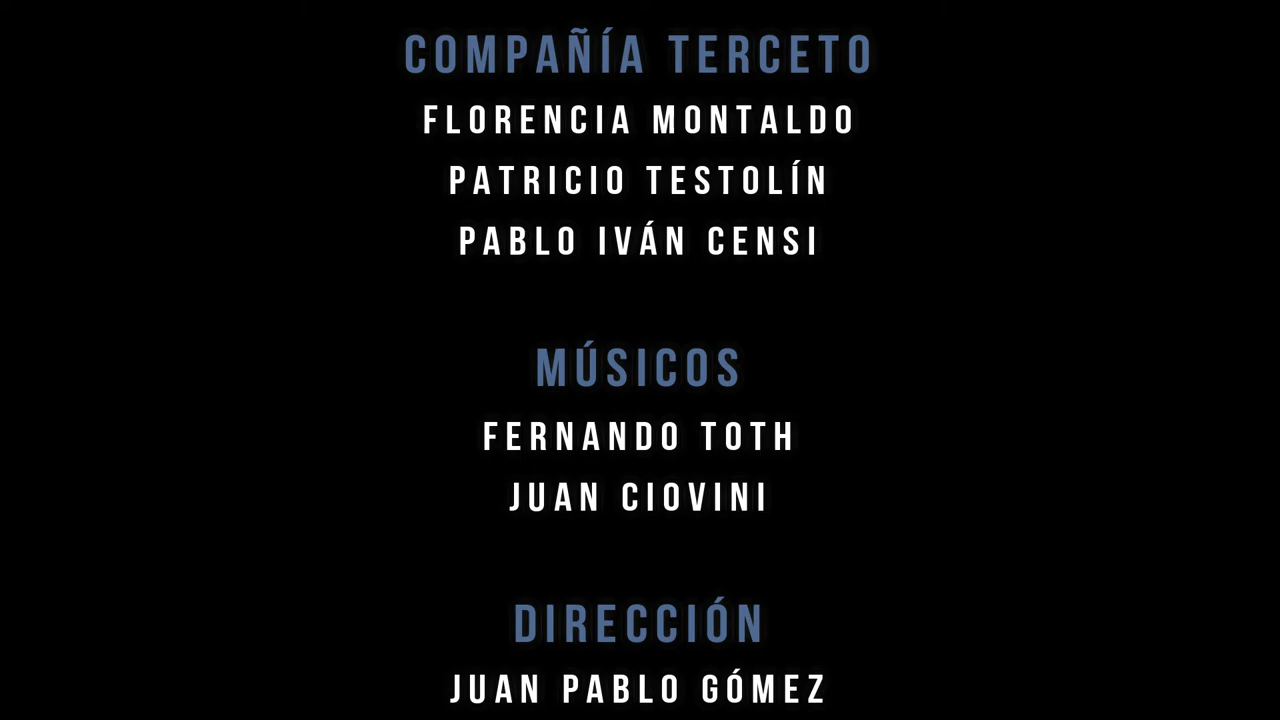 COMPAÑÍA TERCETO
FLORENCIA MONTALDO
PATRICIO TESTOLÍN
PABLO IVÁN CENSI
MÚSICOS
FERNANDO TOTH
JUAN CIOVINI
DIRECCIÓN
JUAN PABLO GÓMEZ